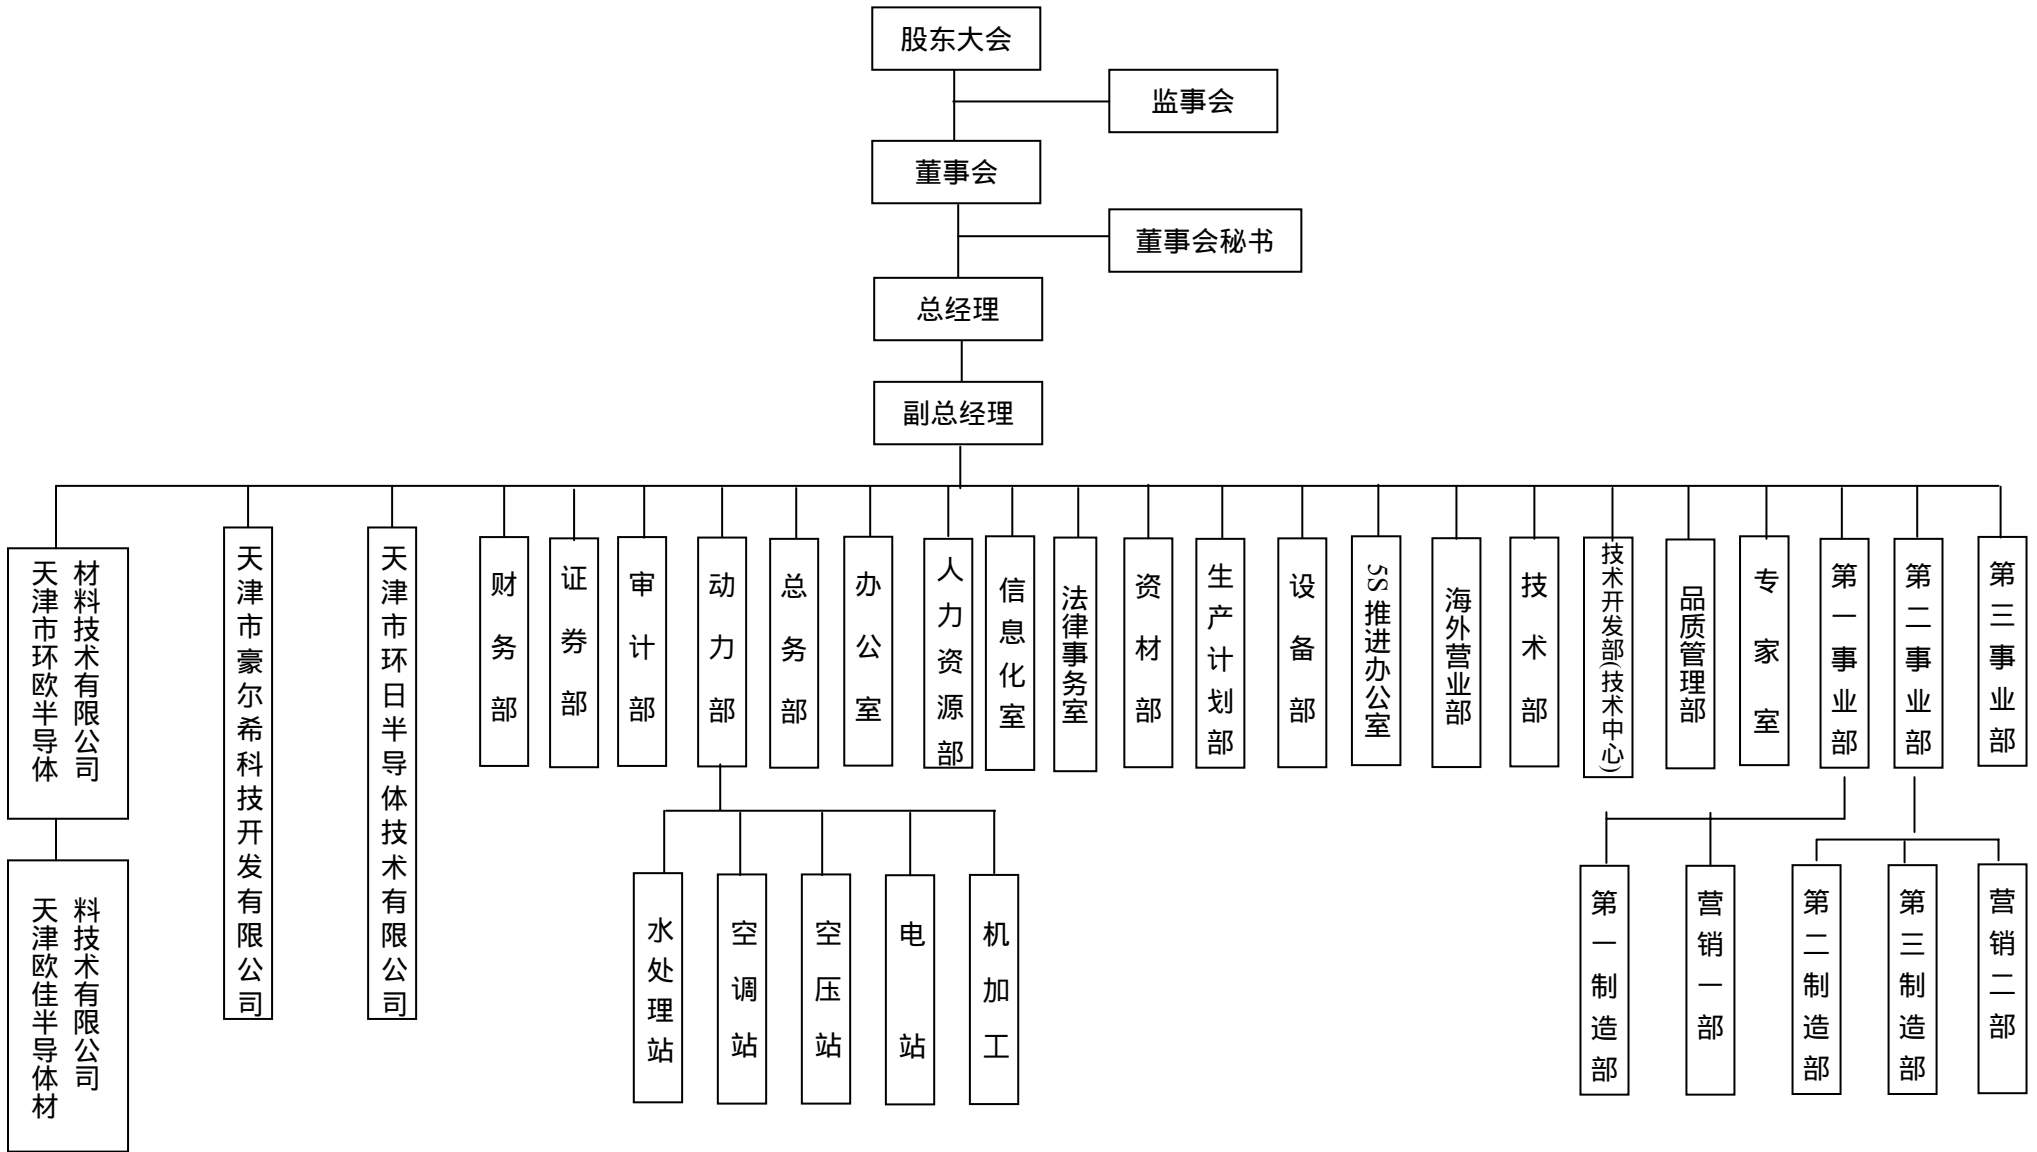 股东大会
监事会
董事会
董事会秘书
总经理
副总经理
天津市环欧半导体
材料技术有限公司
天津市豪尔希科技开发有限公司
天津市环日半导体技术有限公司
财务部
证券部
审计部
动力部
总务部
办公室
人力资源部
信息化室
法律事务室
资材部
生产计划部
设备部
5S推进办公室
海外营业部
技术部
技术开发部(技术中心)
品质管理部
专家室
第一事业部
第二事业部
第三事业部
天津欧佳半导体材
料技术有限公司
水处理站
空调站
空压站
电站
机加工
第一制造部
营销一部
第二制造部
第三制造部
营销二部